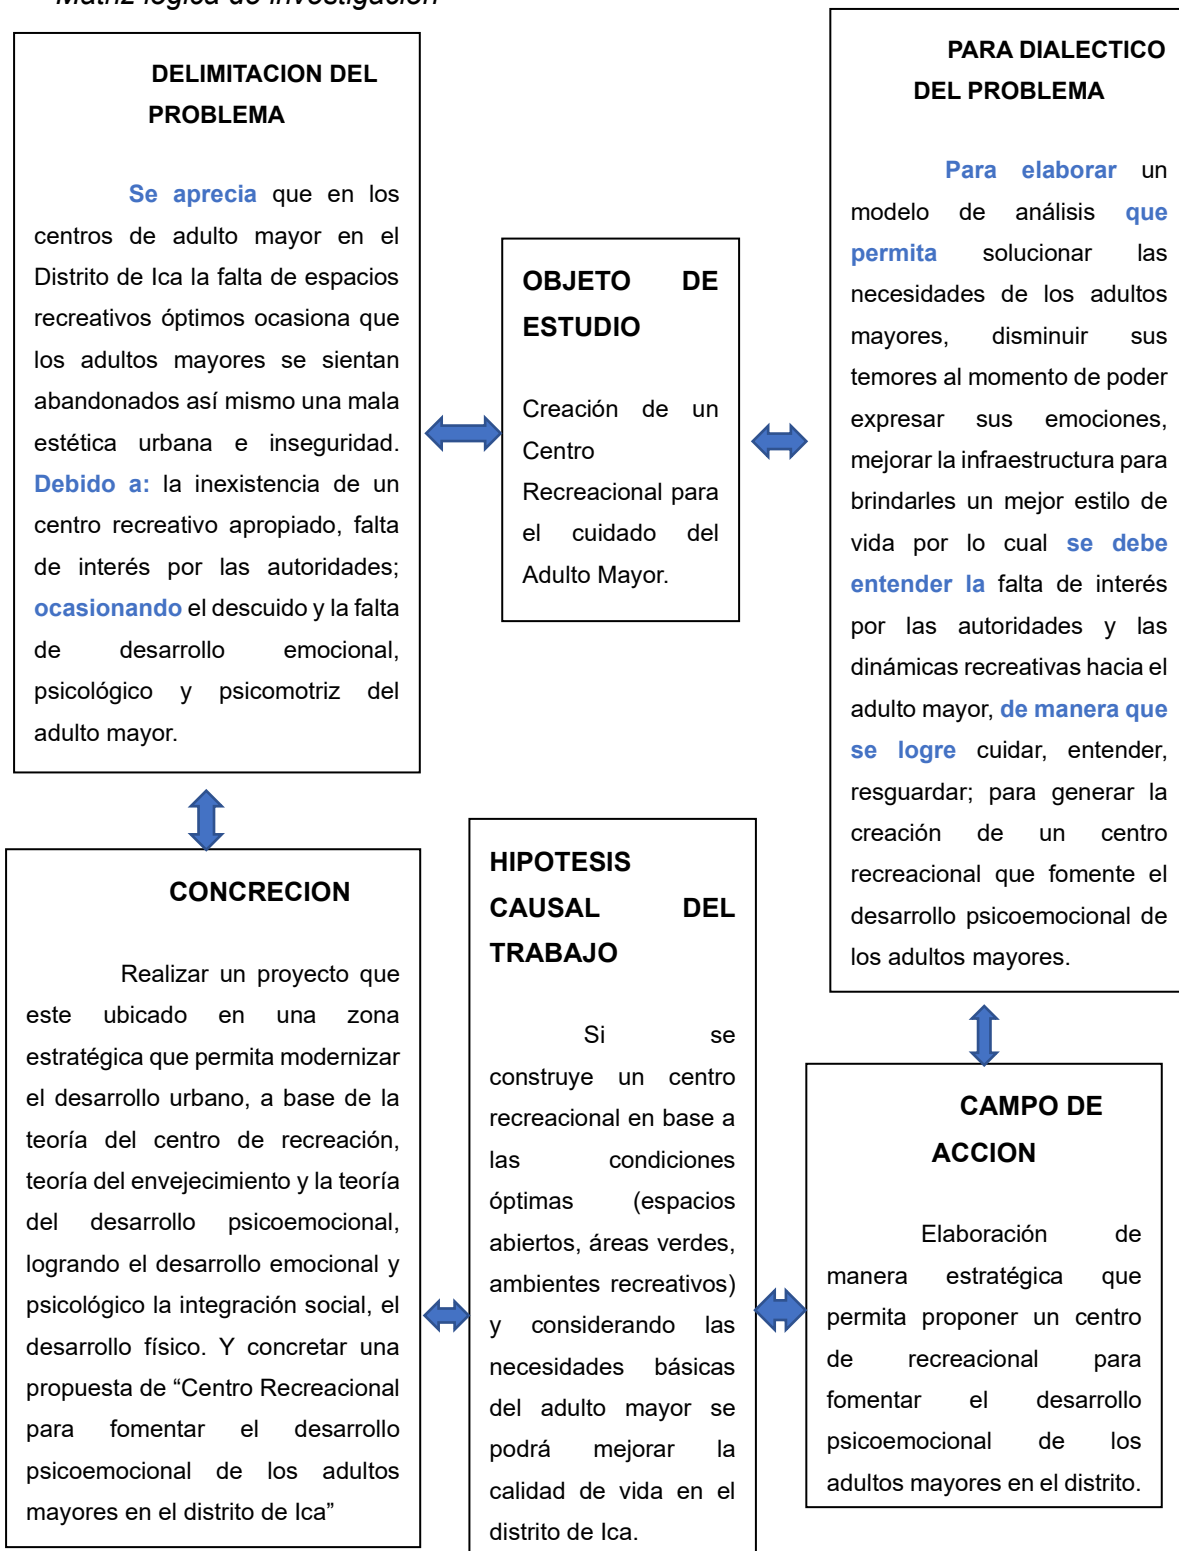 Matriz lógica de investigación
DELIMITACION DEL
PROBLEMA
Se aprecia que en los
centros de adulto mayor en el
Distrito de Ica la falta de espacios
recreativos óptimos ocasiona que
los adultos mayores se sientan
abandonados así mismo una mala
estética urbana e inseguridad.
Debido a: la inexistencia de un
centro recreativo apropiado, falta
de interés por las autoridades;
ocasionando el descuido y la falta
de desarrollo emocional,
psicológico y psicomotriz del
adulto mayor.
OBJETO DE
ESTUDIO
Creación de un
Centro
Recreacional para
el cuidado del
Adulto Mayor.
PARA DIALECTICO
DEL PROBLEMA
Para elaborar un
modelo de análisis que
permita solucionar las
necesidades de los adultos
mayores, disminuir sus
temores al momento de poder
expresar sus emociones,
mejorar la infraestructura para
brindarles un mejor estilo de
vida por lo cual se debe
entender la falta de interés
por las autoridades y las
dinámicas recreativas hacia el
adulto mayor, de manera que
se logre cuidar, entender,
resguardar; para generar la
creación de un centro
recreacional que fomente el
desarrollo psicoemocional de
los adultos mayores.
CONCRECION
Realizar un proyecto que
este ubicado en una zona
estratégica que permita modernizar
el desarrollo urbano, a base de la
teoría del centro de recreación,
teoría del envejecimiento y la teoría
del desarrollo psicoemocional,
logrando el desarrollo emocional y
psicológico la integración social, el
desarrollo físico. Y concretar una
propuesta de “Centro Recreacional
para fomentar el desarrollo
psicoemocional de los adultos
mayores en el distrito de Ica”
HIPOTESIS
CAUSAL DEL
TRABAJO
Si se
construye un centro
recreacional en base a
las condiciones
óptimas (espacios
abiertos, áreas verdes,
ambientes recreativos)
y considerando las
necesidades básicas
del adulto mayor se
podrá mejorar la
calidad de vida en el
distrito de Ica.
CAMPO DE
ACCION
Elaboración de
manera estratégica que
permita proponer un centro
de recreacional para
fomentar el desarrollo
psicoemocional de los
adultos mayores en el distrito.